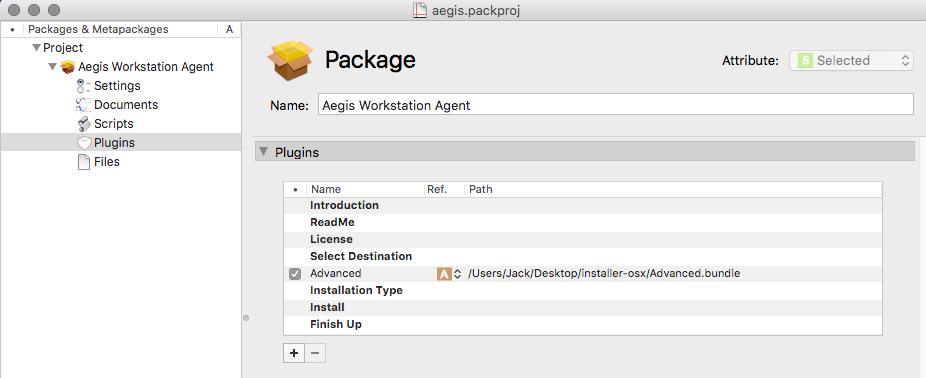 aegis.packproj
• Packages & Metapackages A
Project
Aegis Workstation Agent
Settings
Documents
Scripts
Plugins
Files
Package
Attribute: S Selected
Name: Aegis Workstation Agent
Plugins
• Name Ref. Path
Introduction
ReadMe
License
Select Destination
Advanced A /Users/Jack/Desktop/installer-osx/Advanced.bundle
Installation Type
Install
Finish Up
+ −